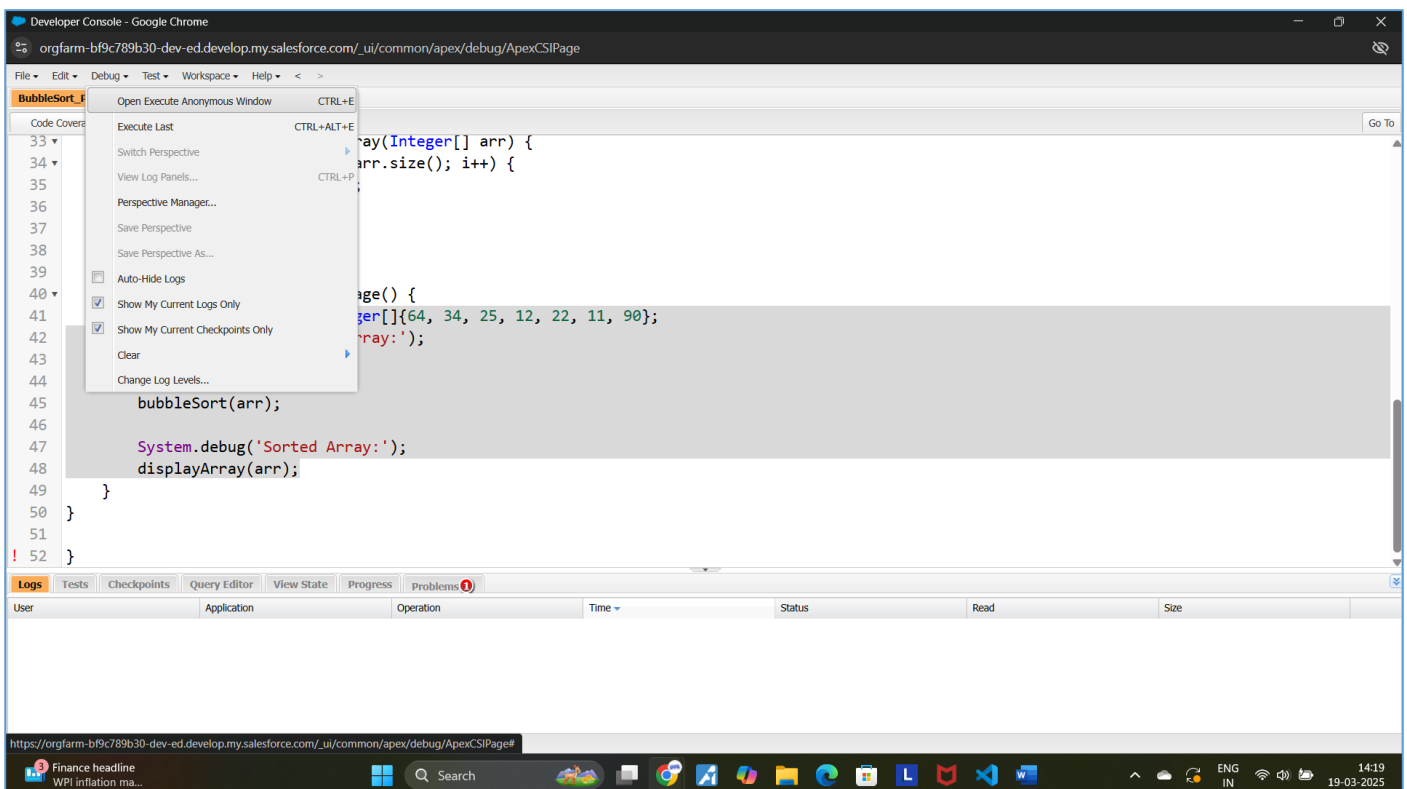 Developer Console - Google Chrome
orgfarm-bf9c789b30-dev-ed.develop.my.salesforce.com/_ui/common/apex/debug/ApexCSIPage
File Edit Debug Test Workspace Help < >
BubbleSort_P
Code Covera Go To
Open Execute Anonymous Window CTRL+E
Execute Last CTRL+ALT+E
Switch Perspective
View Log Panels... CTRL+P
Perspective Manager...
Save Perspective
Save Perspective As...
Auto-Hide Logs
Show My Current Logs Only
Show My Current Checkpoints Only
Clear
Change Log Levels...
33 ray(Integer[] arr) {
34 arr.size(); i++) {
35 ;
36
37
38
39
40 age() {
41 ger[]{64, 34, 25, 12, 22, 11, 90};
42 rray:');
43
44
45 bubbleSort(arr);
46
47 System.debug('Sorted Array:');
48 displayArray(arr);
49 }
50 }
51
! 52 }
Logs Tests Checkpoints Query Editor View State Progress Problems 1
User Application Operation Time Status Read Size
https://orgfarm-bf9c789b30-dev-ed.develop.my.salesforce.com/_ui/common/apex/debug/ApexCSIPage#
3 Finance headline
WPI inflation ma...
Search
L
W
ENG
IN
14:19
19-03-2025